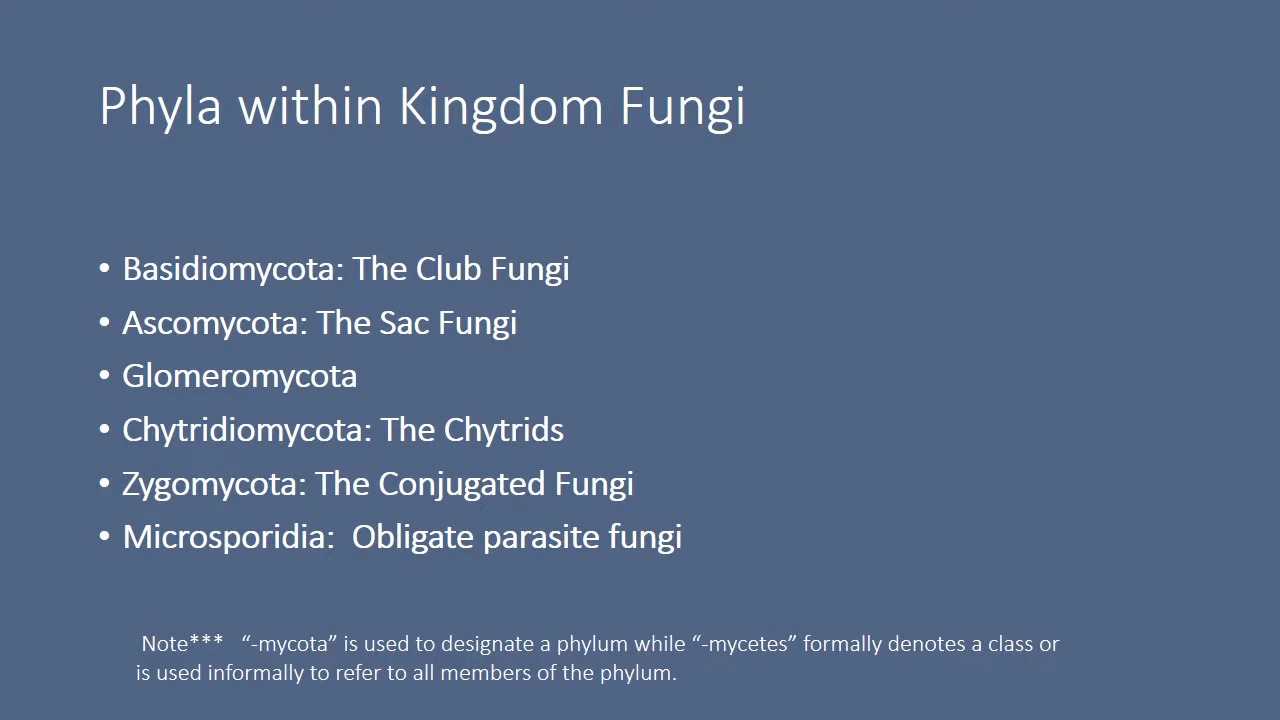 Phyla within Kingdom Fungi
• Basidiomycota: The Club Fungi
• Ascomycota: The Sac Fungi
• Glomeromycota
• Chytridiomycota: The Chytrids
• Zygomycota: The Conjugated Fungi
• Microsporidia:  Obligate parasite fungi
Note***   “-mycota” is used to designate a phylum while “-mycetes” formally denotes a class or
is used informally to refer to all members of the phylum.